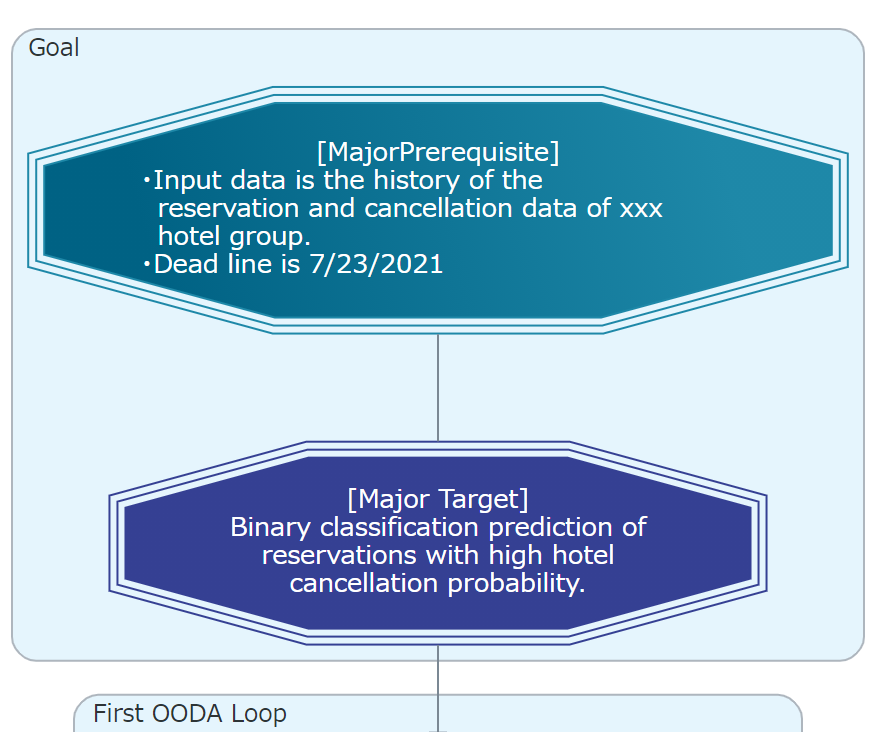 Goal
[MajorPrerequisite]
・Input data is the history of the
reservation and cancellation data of xxx
hotel group.
・Dead line is 7/23/2021
[Major Target]
Binary classification prediction of
reservations with high hotel
cancellation probability.
First OODA Loop